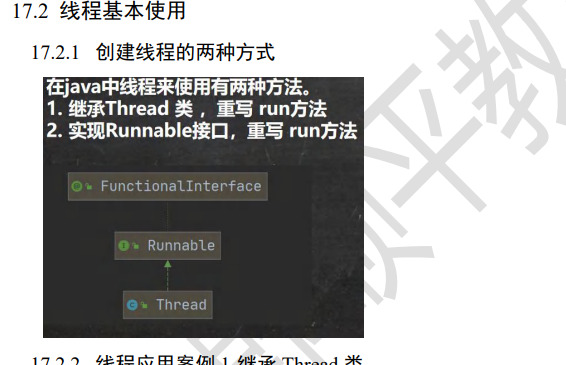 17.2 线程基本使用
17.2.1 创建线程的两种方式
在java中线程来使用有两种方法。
1. 继承Thread 类 ，重写 run方法
2. 实现Runnable接口，重写 run方法
FunctionalInterface
Runnable
Thread
17.2.2 线程应用案例 1-继承 Thread 类
平教